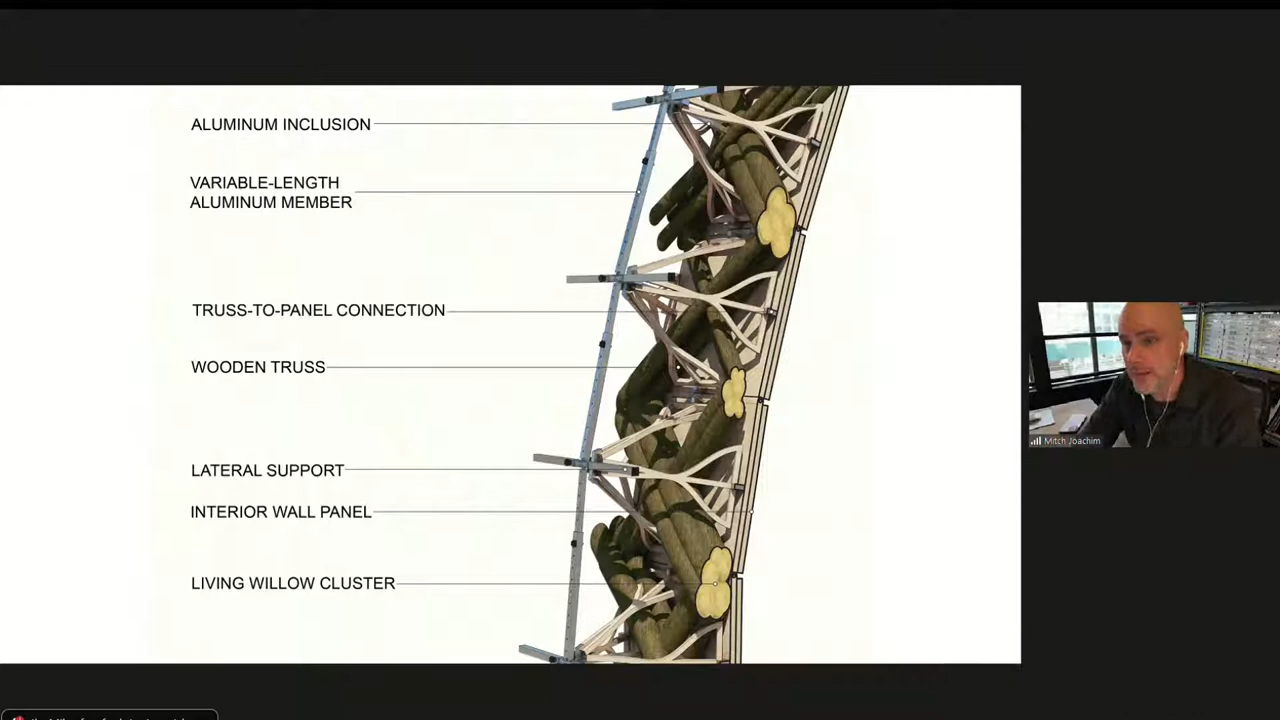 ALUMINUM INCLUSION
VARIABLE-LENGTH
ALUMINUM MEMBER
TRUSS-TO-PANEL CONNECTION
WOODEN TRUSS
LATERAL SUPPORT
INTERIOR WALL PANEL
LIVING WILLOW CLUSTER
Mitch Joachim